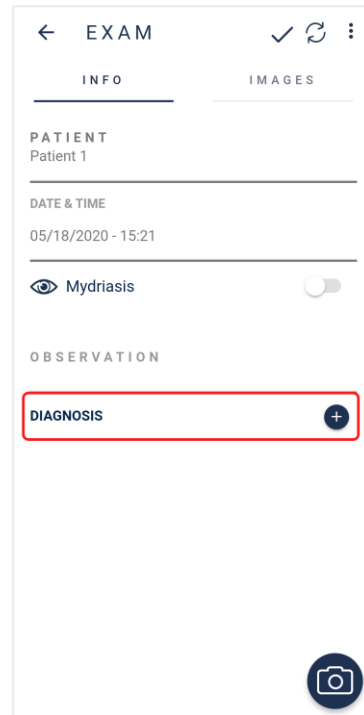 EXAM
INFO IMAGES
PATIENT
Patient 1
DATE & TIME
05/18/2020 - 15:21
Mydriasis
OBSERVATION
DIAGNOSIS